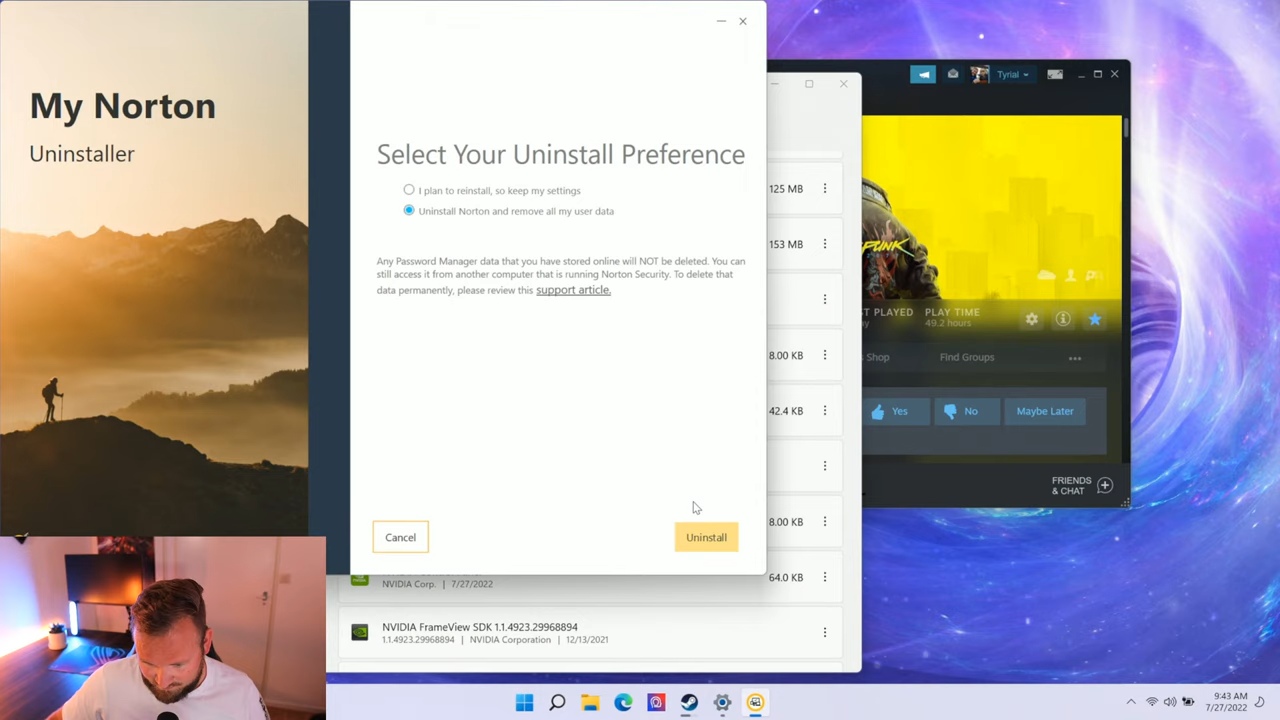 My Norton
Uninstaller
Select Your Uninstall Preference
I plan to reinstall, so keep my settings
Uninstall Norton and remove all my user data
Any Password Manager data that you have stored online will NOT be deleted. You can
still access it from another computer that is running Norton Security. To delete that
data permanently, please review this support article.
Cancel
Uninstall
125 MB
153 MB
8.00 KB
42.4 KB
8.00 KB
64.0 KB
NVIDIA Corp. | 7/27/2022
NVIDIA FrameView SDK 1.1.4923.29968894
1.1.4923.29968894 | NVIDIA Corporation | 12/13/2021
Tyrial
PLAYED
PLAY TIME
49.2 hours
Shop
Find Groups
Yes
No
Maybe Later
FRIENDS
& CHAT
9:43 AM
7/27/2022